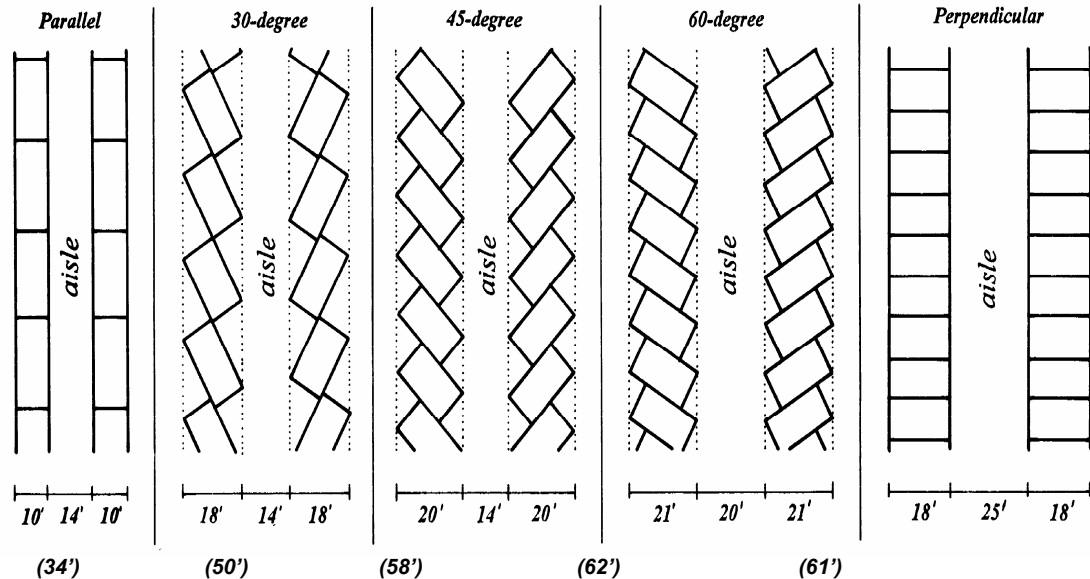 Parallel
30-degree
45-degree
60-degree
Perpendicular
aisle
aisle
aisle
aisle
aisle
10' 14' 10'
18' 14' 18'
20' 14' 20'
21' 20' 21'
18' 25' 18'
(34') (50') (58') (62') (61')